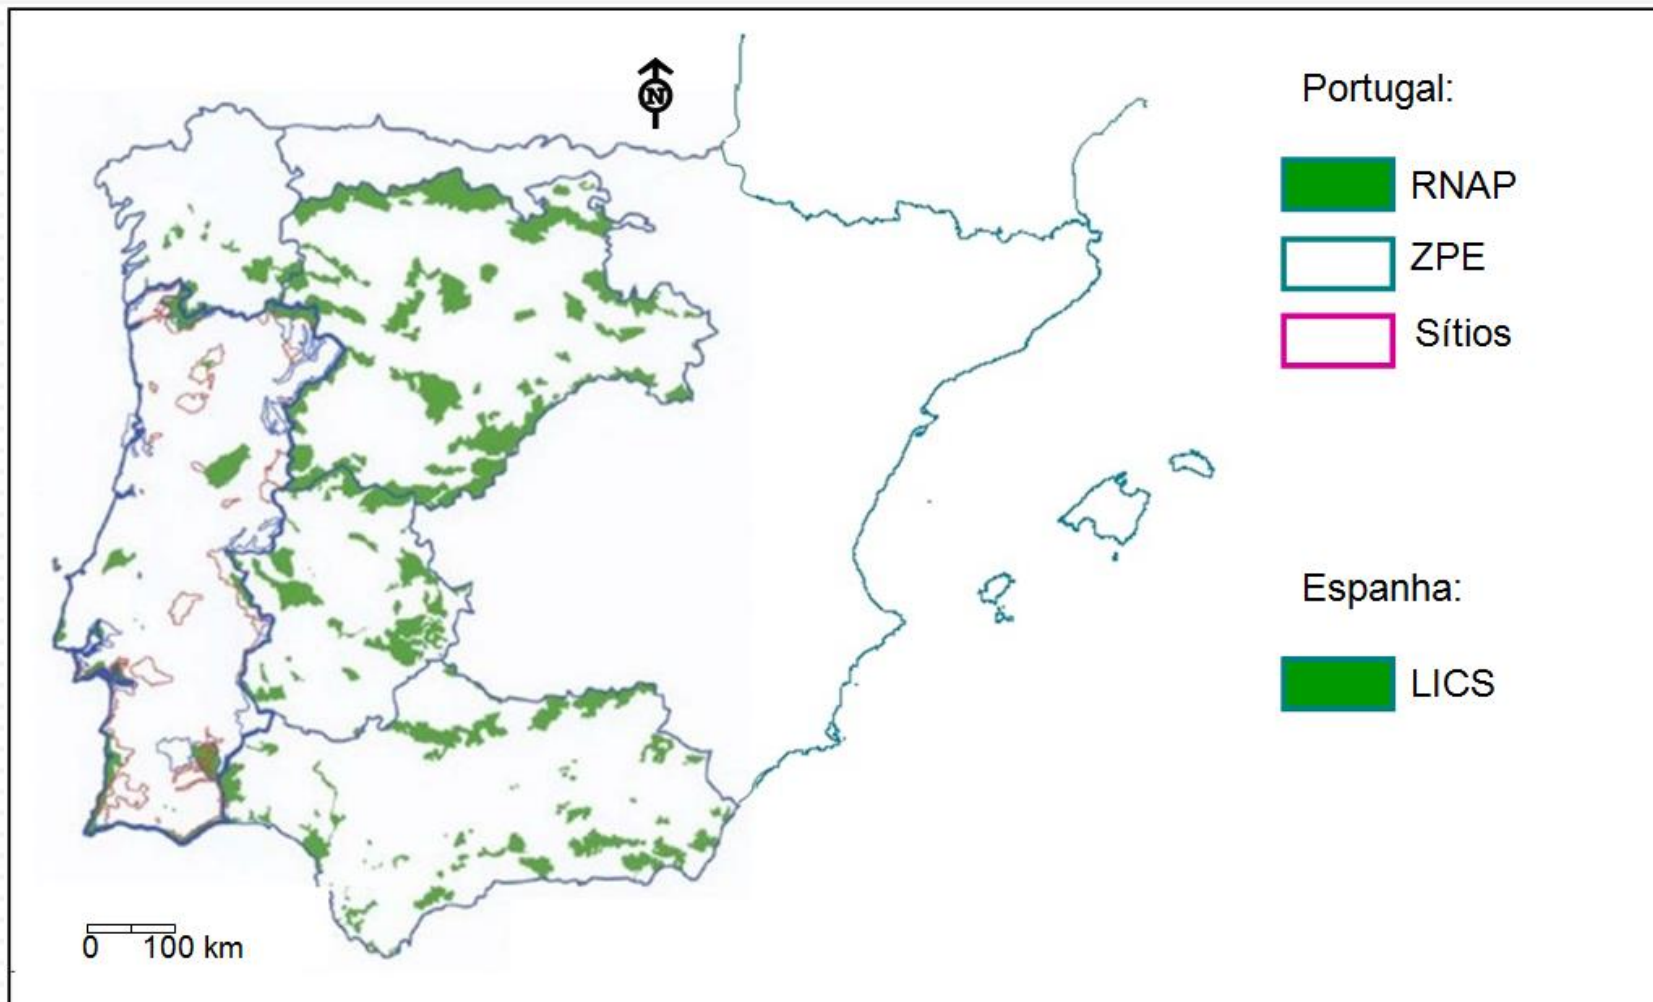 N
Portugal:
RNAP
ZPE
Sítios
Espanha:
LICS
0 100 km